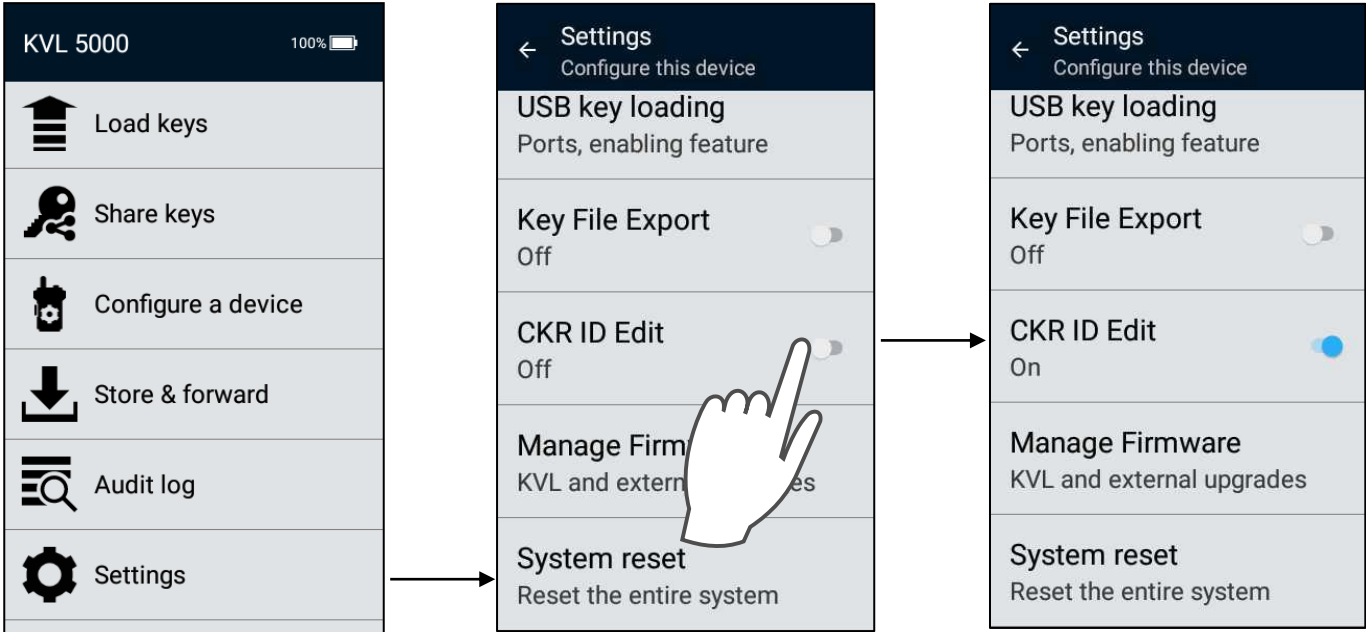 KVL 5000
100%
Load keys
Share keys
Configure a device
Store & forward
Audit log
Settings
Settings
Configure this device
USB key loading
Ports, enabling feature
Key File Export
Off
CKR ID Edit
Off
Manage Firm
KVL and extern es
System reset
Reset the entire system
Settings
Configure this device
USB key loading
Ports, enabling feature
Key File Export
Off
CKR ID Edit
On
Manage Firmware
KVL and external upgrades
System reset
Reset the entire system